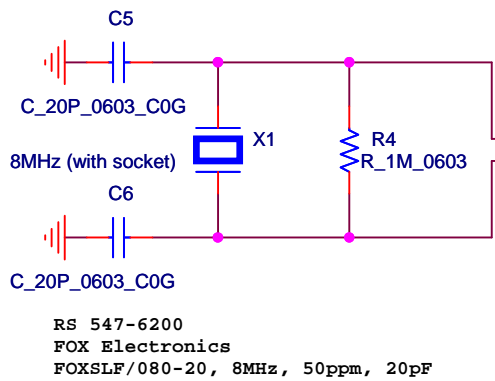 C5
C_20P_0603_C0G
X1
R4
R_1M_0603
8MHz (with socket)
C6
C_20P_0603_C0G
RS 547-6200
FOX Electronics
FOXSLF/080-20, 8MHz, 50ppm, 20pF